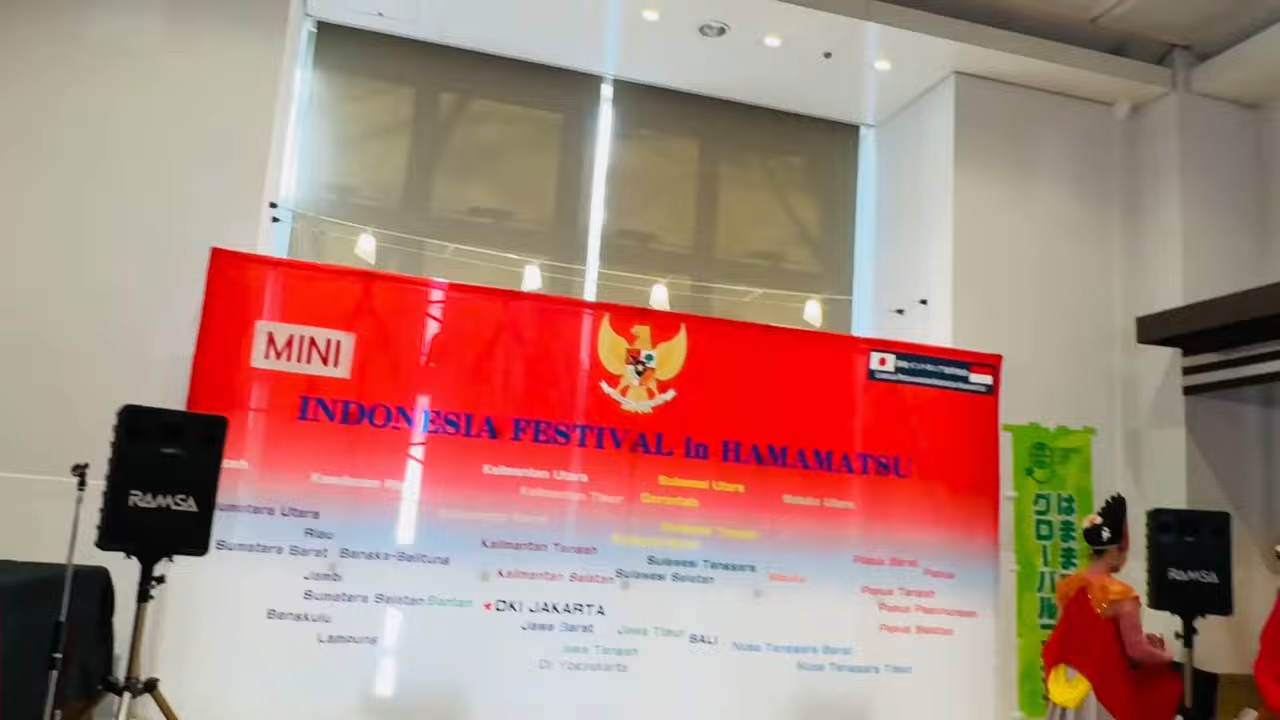 MINI
INDONESIA FESTIVAL in HAMAMATSU
Kalimantan Utara
Sulawesi Utara
Kalimantan Timur
Gorontalo
Maluku Utara
Sumatera Utara
Riau
Sumatera Barat
Bangka-Belitung
Kalimantan Tengah
Sulawesi Tenggara
Papua Barat
Papua
Jambi
Kalimantan Selatan
Sulawesi Selatan
Maluku
Papua Tengah
Sumatera Selatan
Banten
DKI JAKARTA
Papua Pegunungan
Bengkulu
Jawa Barat
Jawa Timur
BALI
Nusa Tenggara Barat
Papua Selatan
Lampung
Jawa Tengah
DI Yogyakarta
Nusa Tenggara Timur
RAMSA
RAMSA
はまま
グローバル